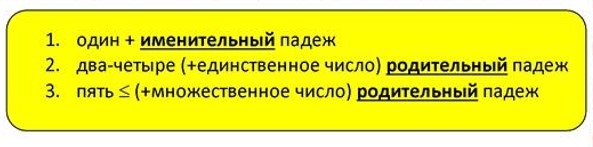 1. один + именительный падеж
2. два-четыре (+единственное число) родительный падеж
3. пять ≤ (+множественное число) родительный падеж